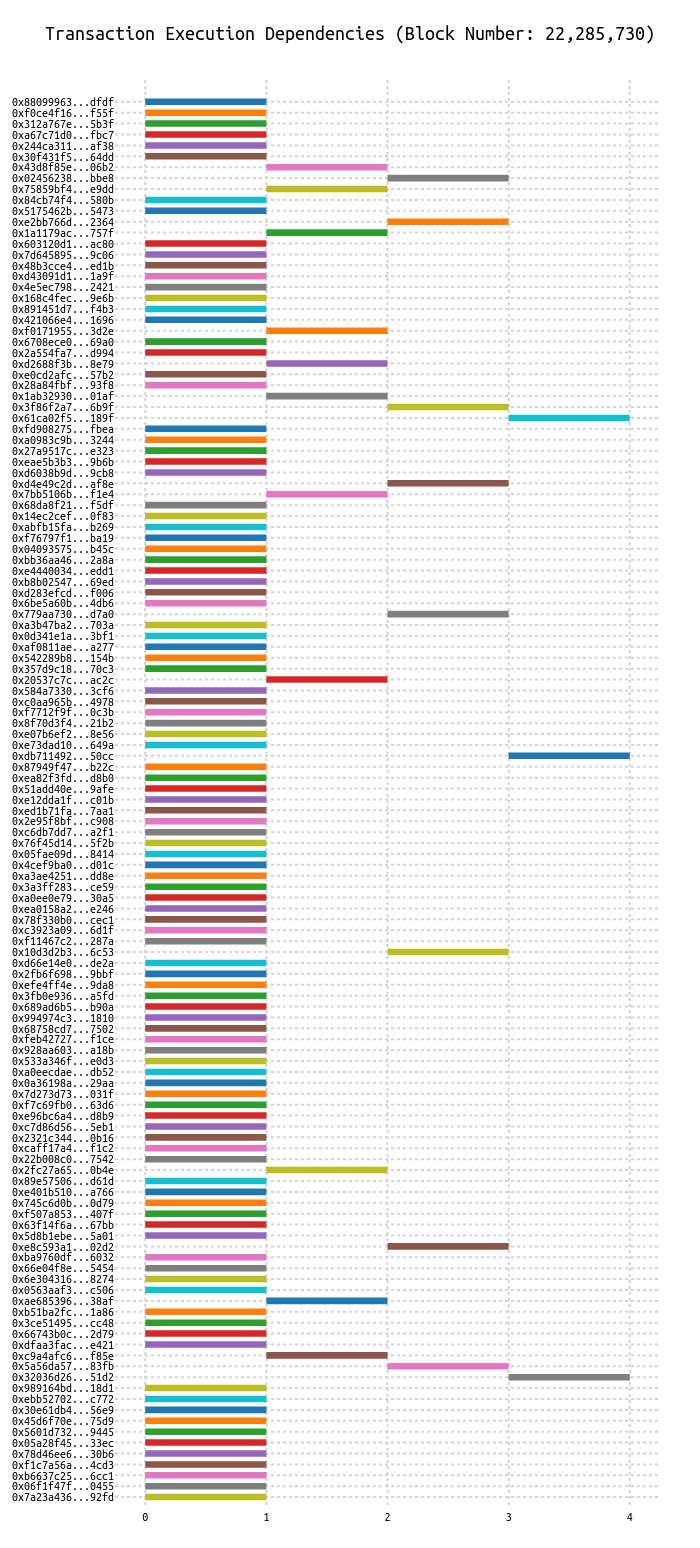 Transaction Execution Dependencies (Block Number: 22,285,730)
0x88099963...dfdf
0xf0ce4f16...f55f
0x312a767e...5b3f
0xa67c71d0...fbc7
0x244ca311...af38
0x30f431f5...64dd
0x43d8f85e...06b2
0x02456238...bbe8
0x75859bf4...e9dd
0x84cb74f4...580b
0x5175462b...5473
0xe2bb766d...2364
0x1a1179ac...757f
0x603120d1...ac80
0x7d645895...9c06
0x48b3cce4...ed1b
0xd43091d1...1a9f
0x4e5ec798...2421
0x168c4fec...9e6b
0x891451d7...f4b3
0x421066e4...1696
0xf0171955...3d2e
0x6708ece0...69a0
0x2a554fa7...d994
0xd2688f3b...8e79
0xe0cd2afc...57b2
0x28a84fbf...93f8
0x1ab32930...01af
0x3f86f2a7...6b9f
0x61ca02f5...189f
0xfd908275...fbea
0xa0983c9b...3244
0x27a9517c...e323
0xeae5b3b3...9b6b
0xd6038b9d...9cb8
0xd4e49c2d...af8e
0x7bb5106b...f1e4
0x68da8f21...f5df
0x14ec2cef...0f83
0xabfb15fa...b269
0xf76797f1...ba19
0x04093575...b45c
0xbb36aa46...2a8a
0xe4440034...edd1
0xb8b02547...69ed
0xd283efcd...f006
0x6be5a60b...4db6
0x779aa730...d7a0
0xa3b47ba2...703a
0x0d341e1a...3bf1
0xaf0811ae...a277
0x542289b8...154b
0x357d9c18...70c3
0x20537c7c...ac2c
0x584a7330...3cf6
0xc0aa965b...4978
0xf7712f9f...0c3b
0x8f70d3f4...21b2
0xe07b6ef2...8e56
0xe73dad10...649a
0xdb711492...50cc
0x87949f47...b22c
0xea82f3fd...d8b0
0x51add40e...9afe
0xe12dda1f...c01b
0xed1b71fa...7aa1
0x2e95f8bf...c908
0xc6db7dd7...a2f1
0x76f45d14...5f2b
0x05fae09d...8414
0x4cef9ba0...d01c
0xa3ae4251...dd8e
0x3a3ff283...ce59
0xa0ee0e79...30a5
0xea0158a2...e246
0x78f330b0...cec1
0xc3923a09...6d1f
0xf11467c2...287a
0x10d3d2b3...6c53
0xd66e14e0...de2a
0x2fb6f698...9bbf
0xefe4ff4e...9da8
0x3fb0e936...a5fd
0x689ad6b5...b90a
0x994974c3...1810
0x68758cd7...7502
0xfeb42727...f1ce
0x928aa603...a18b
0x533a346f...e0d3
0xa0eecdae...db52
0x0a36198a...29aa
0x7d273d73...031f
0xf7c69fb0...63d6
0xe96bc6a4...d8b9
0xc7d86d56...5eb1
0x2321c344...0b16
0xcaff17a4...f1c2
0x22b008c0...7542
0x2fc27a65...0b4e
0x89e57506...d61d
0xe401b510...a766
0x745c6d0b...0d79
0xf507a853...407f
0x63f14f6a...67bb
0x5d8b1ebe...5a01
0xe8c593a1...02d2
0xba9760df...6032
0x66e04f8e...5454
0x6e304316...8274
0x0563aaf3...c506
0xae685396...38af
0xb51ba2fc...1a86
0x3ce51495...cc48
0x66743b0c...2d79
0xdfaa3fac...e421
0xc9a4afc6...f85e
0x5a56da57...83fb
0x32036d26...51d2
0x989164bd...18d1
0xebb52702...c772
0x30e61db4...56e9
0x45d6f70e...75d9
0x5601d732...9445
0x05a28f45...33ec
0x78d46ee6...30b6
0xf1c7a56a...4cd3
0xb6637c25...6cc1
0x06f1f47f...0455
0x7a23a436...92fd
0 1 2 3 4